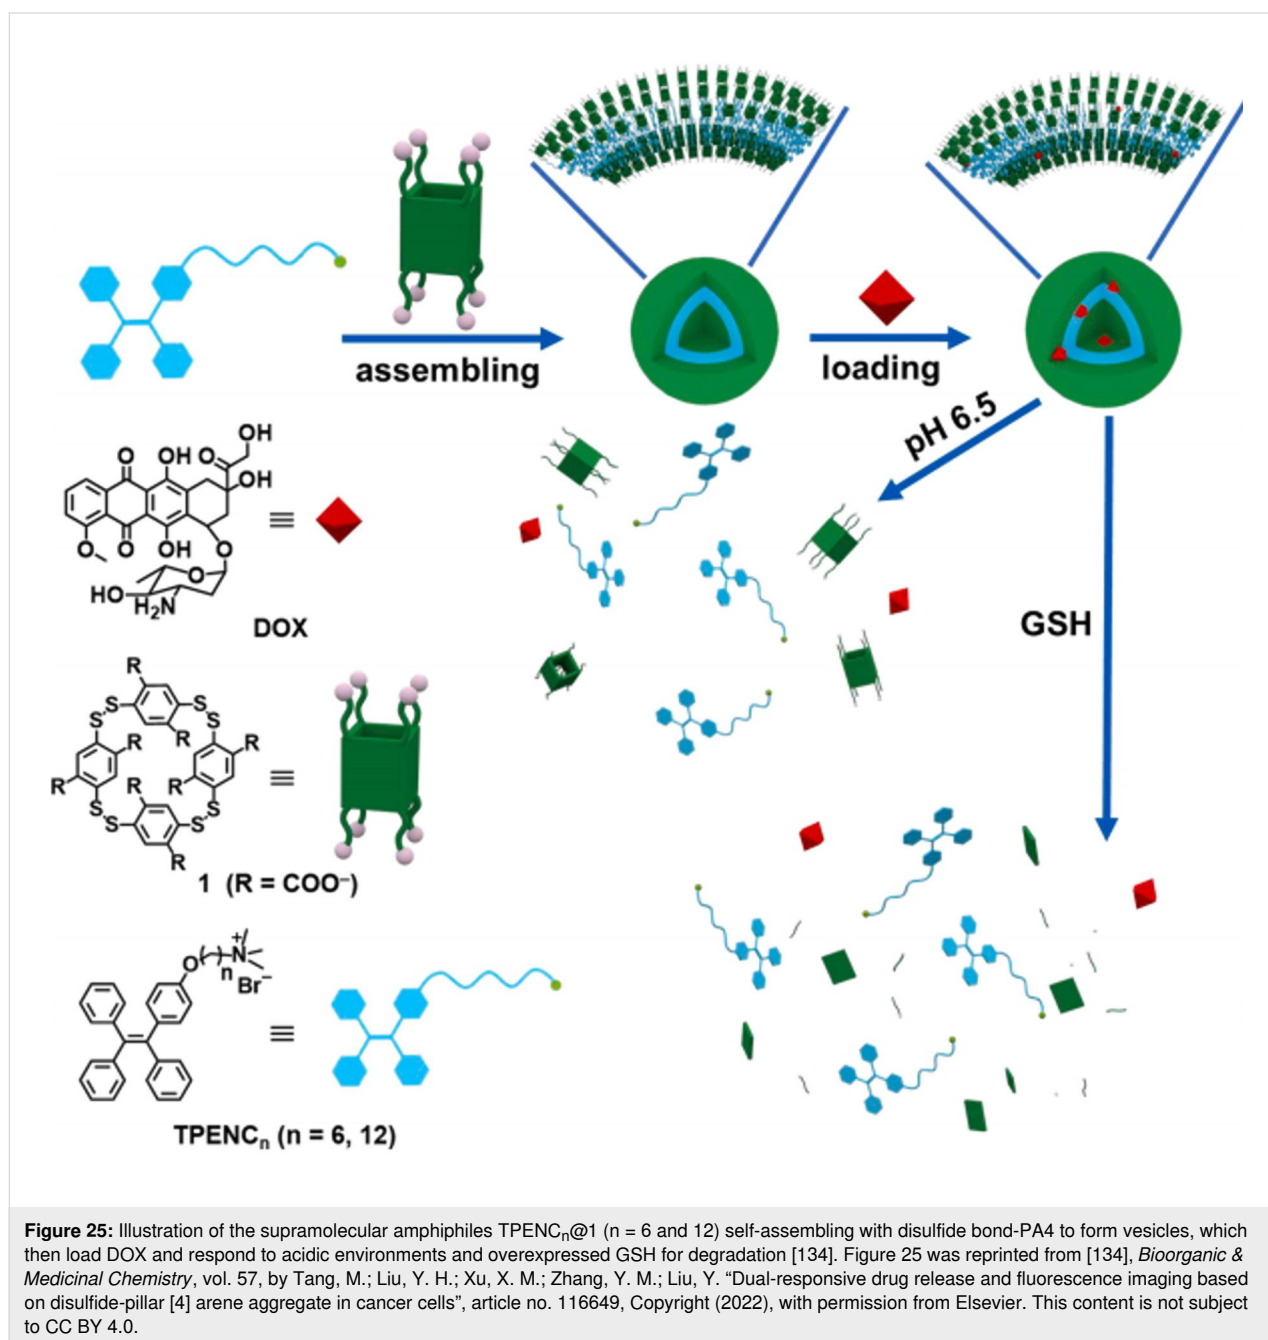 assembling
loading
pH 6.5
GSH
OH
O
OH
O
OH
O
O
OH
O
HO
H₂N
O
≡
DOX
R
S
S
S
S
R
R
R
R
R
R
R
S
S
S
S
≡
1 (R = COO⁻)
O
( )n
N⁺
Br⁻
≡
TPENCₙ (n = 6, 12)
Figure 25: Illustration of the supramolecular amphiphiles TPENCₙ@1 (n = 6 and 12) self-assembling with disulfide bond-PA4 to form vesicles, which
then load DOX and respond to acidic environments and overexpressed GSH for degradation [134]. Figure 25 was reprinted from [134], Bioorganic &
Medicinal Chemistry, vol. 57, by Tang, M.; Liu, Y. H.; Xu, X. M.; Zhang, Y. M.; Liu, Y. “Dual-responsive drug release and fluorescence imaging based
on disulfide-pillar [4] arene aggregate in cancer cells”, article no. 116649, Copyright (2022), with permission from Elsevier. This content is not subject
to CC BY 4.0.